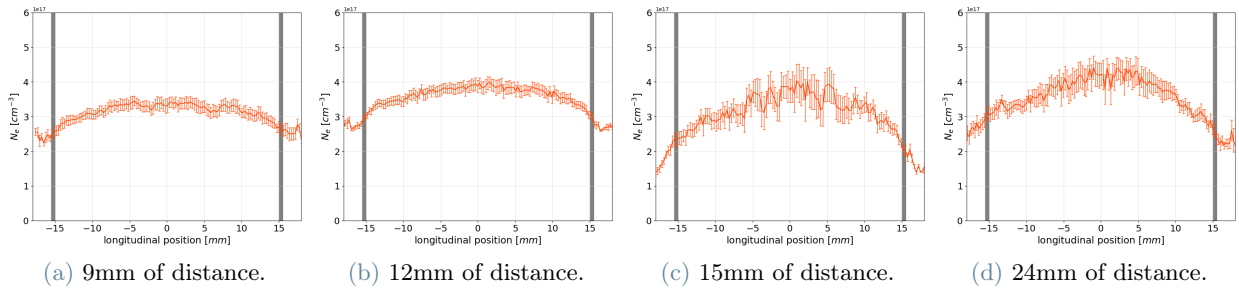 1e17
6
5
4
3
2
1
0
N_e [cm^{-3}]
−15 −10 −5 0 5 10 15
longitudinal position [mm]
(a) 9mm of distance.
1e17
6
5
4
3
2
1
0
N_e [cm^{-3}]
−15 −10 −5 0 5 10 15
longitudinal position [mm]
(b) 12mm of distance.
1e17
6
5
4
3
2
1
0
N_e [cm^{-3}]
−15 −10 −5 0 5 10 15
longitudinal position [mm]
(c) 15mm of distance.
1e17
6
5
4
3
2
1
0
N_e [cm^{-3}]
−15 −10 −5 0 5 10 15
longitudinal position [mm]
(d) 24mm of distance.